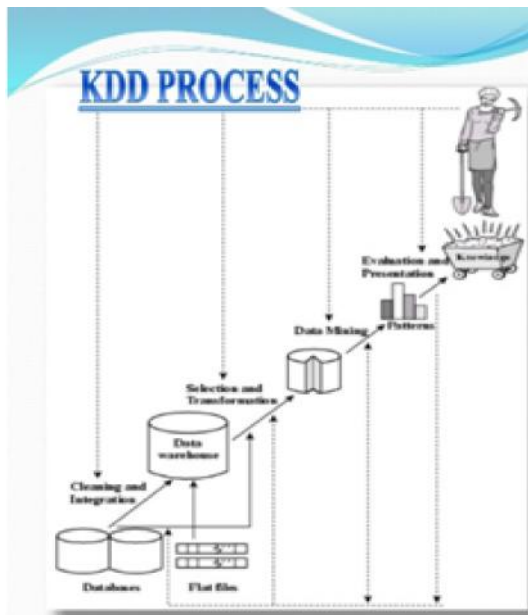 KDD PROCESS
Evaluation and
Presentation
Knowledge
Data Mining
Patterns
Selection and
Transformation
Data
warehouse
Cleaning and
Integration
Databases
Flat files